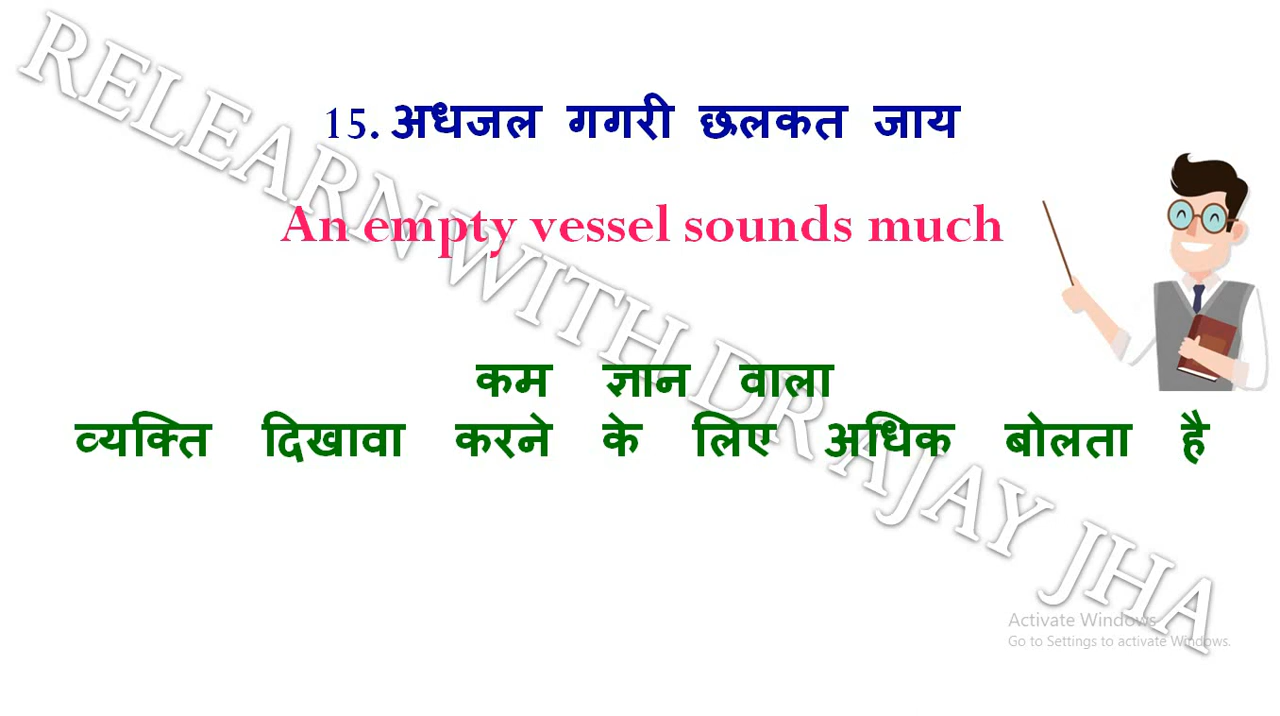 15. अधजल गगरी छलकत जाय
An empty vessel sounds much
कम ज्ञान वाला
व्यक्ति दिखावा करने के लिए अधिक बोलता है
RELEARN WITH DR AJAY JHA
Activate Windows
Go to Settings to activate Windows.